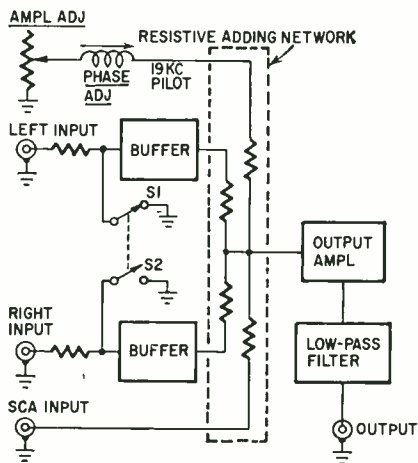 AMPL ADJ
RESISTIVE ADDING NETWORK
PHASE
ADJ
19KC
PILOT
LEFT INPUT
BUFFER
S1
S2
OUTPUT
AMPL
RIGHT
INPUT
BUFFER
LOW-PASS
FILTER
SCA INPUT
OUTPUT